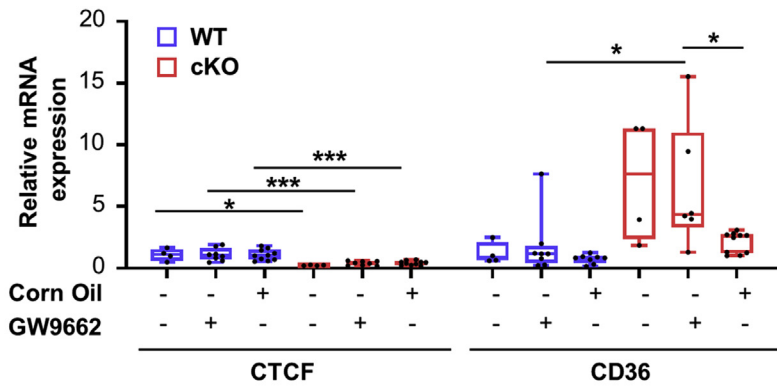 20
15
10
5
0
Relative mRNA
expression
WT
cKO
*
***
***
*
*
Corn Oil - - + - - + - - + - - +
GW9662 - + - - + - - + - - + -
CTCF CD36